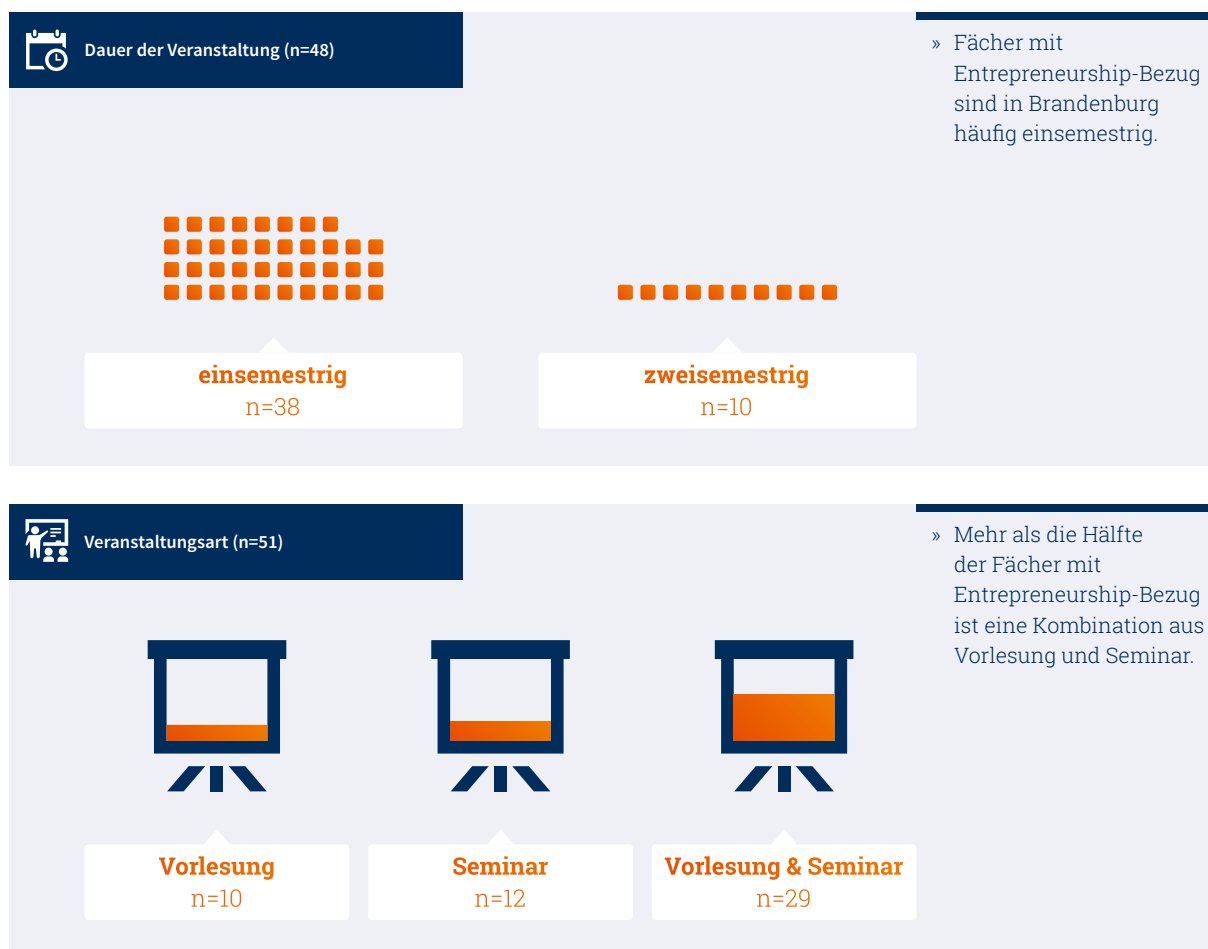 Dauer der Veranstaltung (n=48)
» Fächer mit
Entrepreneurship-Bezug
sind in Brandenburg
häufig einsemestrig.
einsemestrig
n=38
zweisemestrig
n=10
Veranstaltungsart (n=51)
» Mehr als die Hälfte
der Fächer mit
Entrepreneurship-Bezug
ist eine Kombination aus
Vorlesung und Seminar.
Vorlesung
n=10
Seminar
n=12
Vorlesung & Seminar
n=29